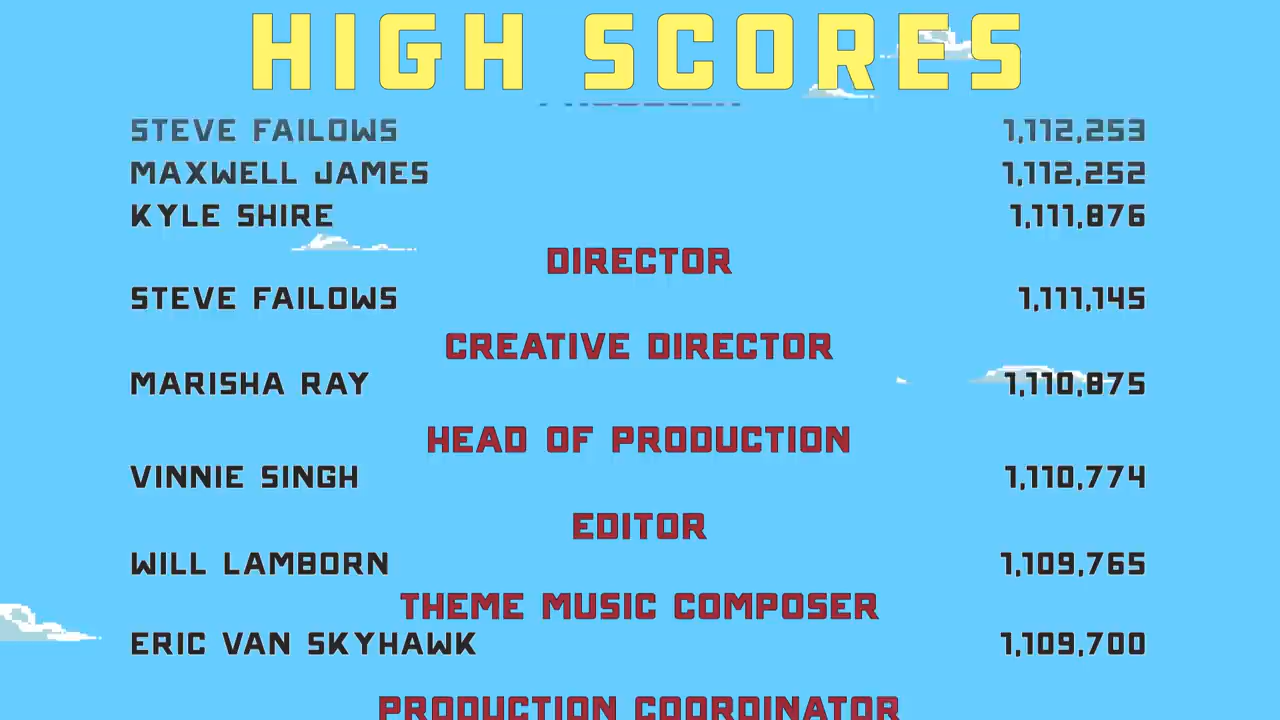 HIGH SCORES
STEVE FAILOWS 1,112,253
MAXWELL JAMES 1,112,252
KYLE SHIRE 1,111,876
DIRECTOR
STEVE FAILOWS 1,111,145
CREATIVE DIRECTOR
MARISHA RAY 1,110,875
HEAD OF PRODUCTION
VINNIE SINGH 1,110,774
EDITOR
WILL LAMBORN 1,109,765
THEME MUSIC COMPOSER
ERIC VAN SKYHAWK 1,109,700
PRODUCTION COORDINATOR